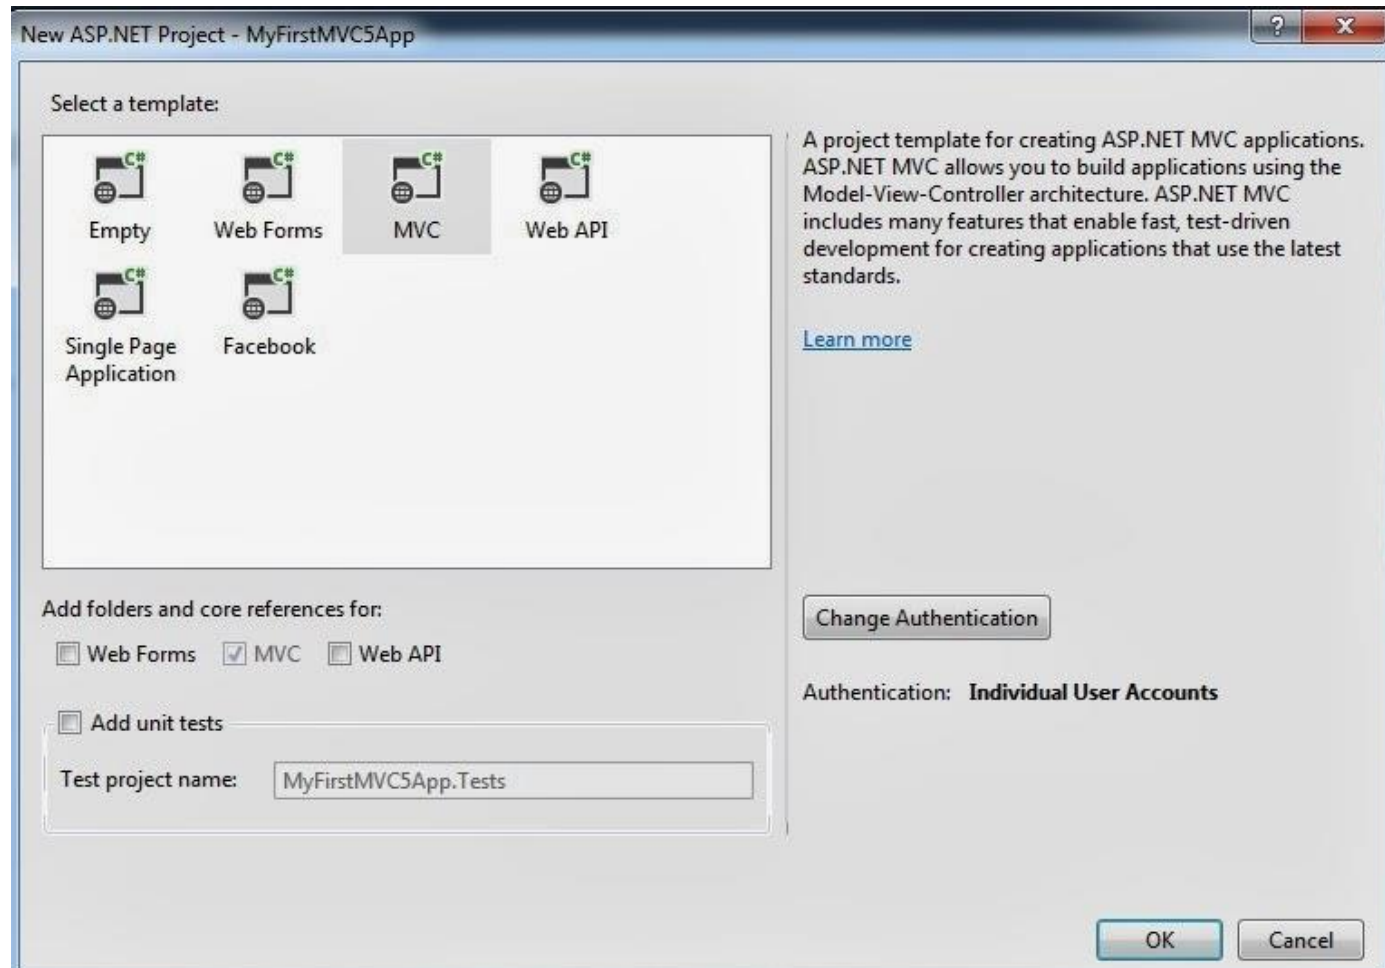 New ASP.NET Project - MyFirstMVC5App
?
Select a template:
C#
C#
C#
C#
Empty
Web Forms
MVC
Web API
C#
C#
Single Page
Application
Facebook
A project template for creating ASP.NET MVC applications.
ASP.NET MVC allows you to build applications using the
Model-View-Controller architecture. ASP.NET MVC
includes many features that enable fast, test-driven
development for creating applications that use the latest
standards.
Learn more
Add folders and core references for:
Web Forms
MVC
Web API
Add unit tests
Test project name:
MyFirstMVC5App.Tests
Change Authentication
Authentication: Individual User Accounts
OK
Cancel